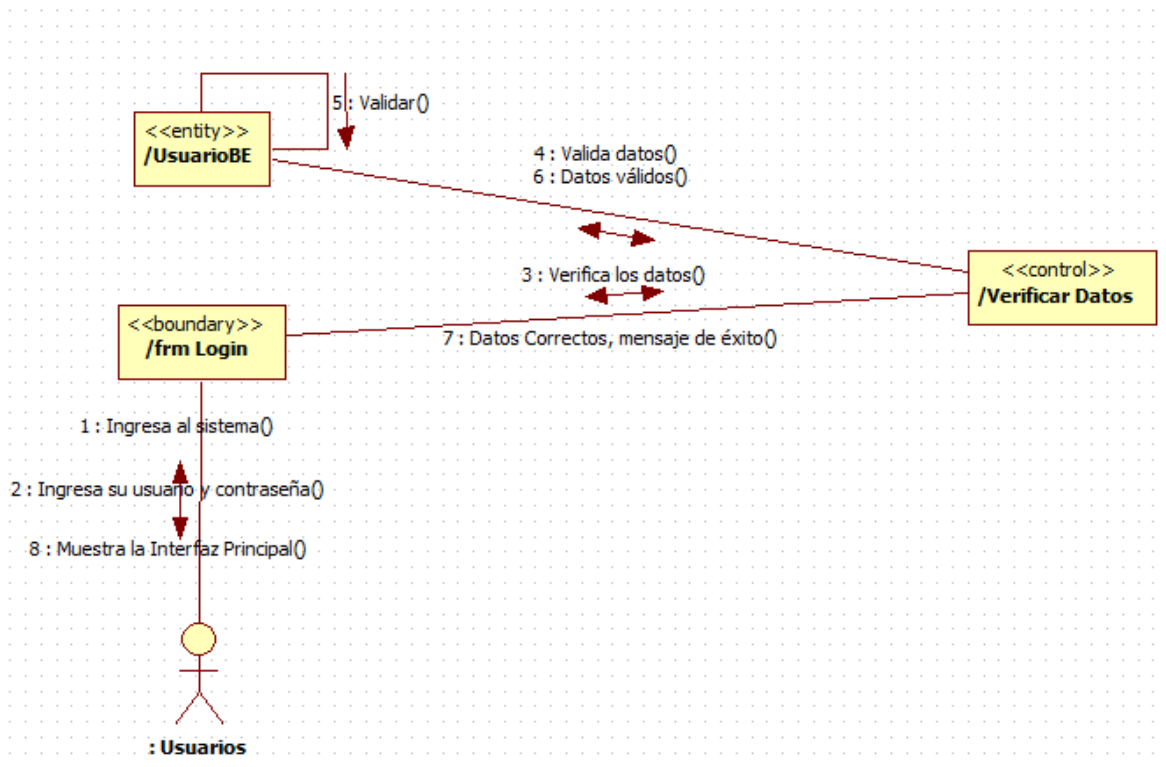 5 : Validar()
<<entity>>
/UsuarioBE
4 : Valida datos()
6 : Datos válidos()
<<control>>
/Verificar Datos
3 : Verifica los datos()
<<boundary>>
/frm Login
7 : Datos Correctos, mensaje de éxito()
1 : Ingresa al sistema()
2 : Ingresa su usuario y contraseña()
8 : Muestra la Interfaz Principal()
: Usuarios